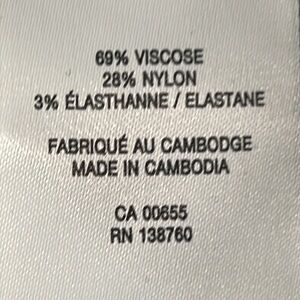 69% VISCOSE
28% NYLON
3% ÉLASTHANNE / ELASTANE
FABRIQUÉ AU CAMBODGE
MADE IN CAMBODIA
CA 00655
RN 138760